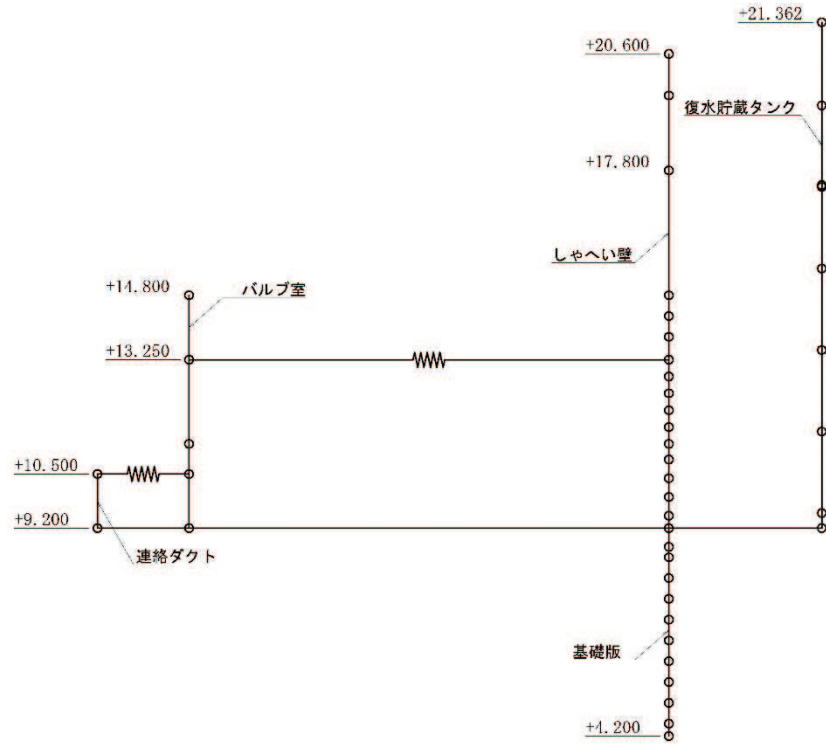 +21.362
+20.600
復水貯蔵タンク
+17.800
しゃへい壁
+14.800
バルブ室
+13.250
+10.500
+9.200
連絡ダクト
基礎版
+4.200